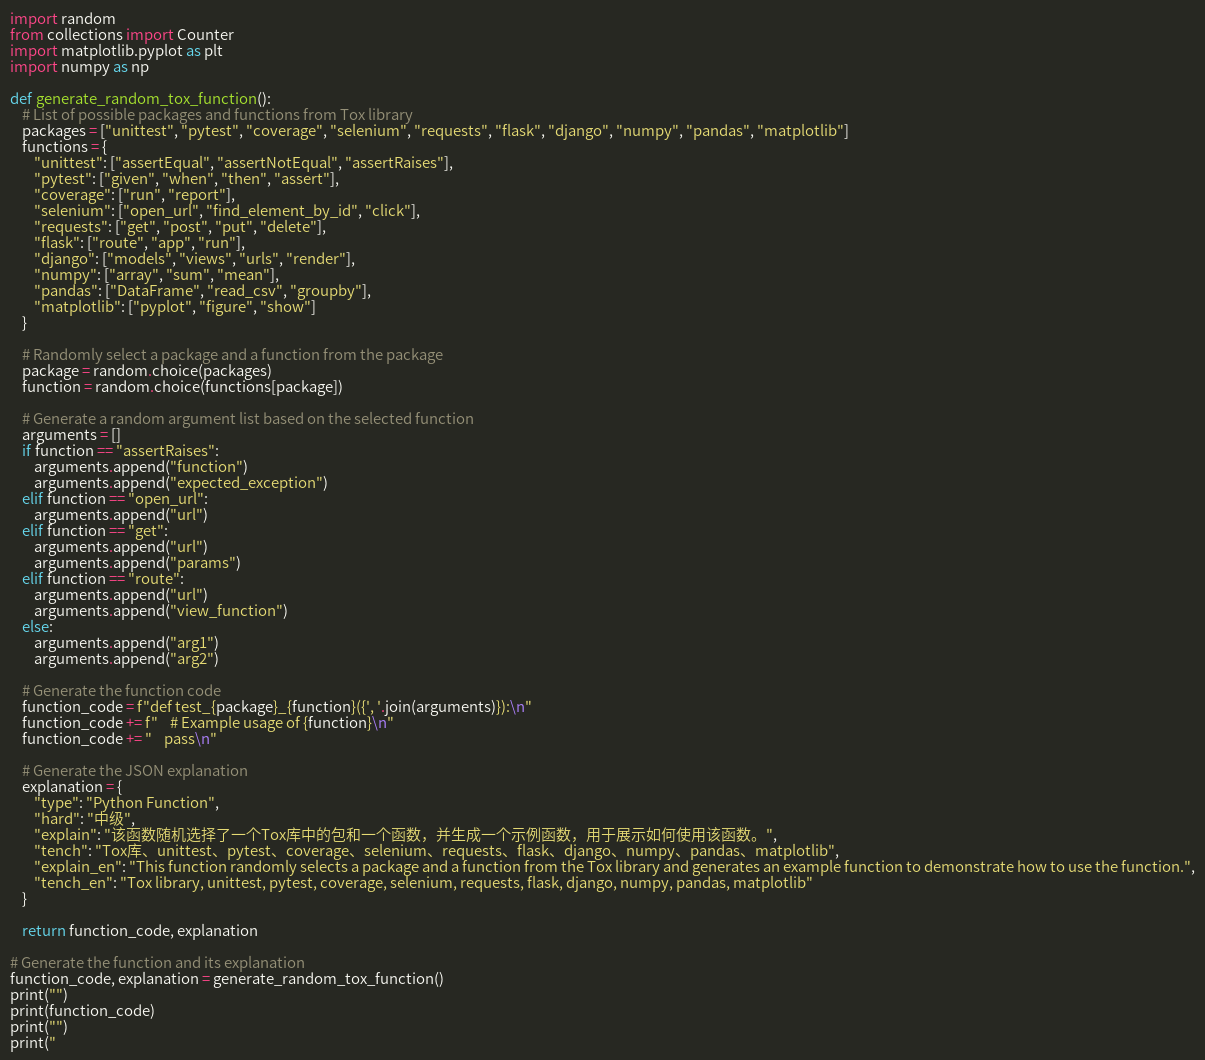 import random
from collections import Counter
import matplotlib.pyplot as plt
import numpy as np

def generate_random_tox_function():
    # List of possible packages and functions from Tox library
    packages = ["unittest", "pytest", "coverage", "selenium", "requests", "flask", "django", "numpy", "pandas", "matplotlib"]
    functions = {
        "unittest": ["assertEqual", "assertNotEqual", "assertRaises"],
        "pytest": ["given", "when", "then", "assert"],
        "coverage": ["run", "report"],
        "selenium": ["open_url", "find_element_by_id", "click"],
        "requests": ["get", "post", "put", "delete"],
        "flask": ["route", "app", "run"],
        "django": ["models", "views", "urls", "render"],
        "numpy": ["array", "sum", "mean"],
        "pandas": ["DataFrame", "read_csv", "groupby"],
        "matplotlib": ["pyplot", "figure", "show"]
    }

    # Randomly select a package and a function from the package
    package = random.choice(packages)
    function = random.choice(functions[package])

    # Generate a random argument list based on the selected function
    arguments = []
    if function == "assertRaises":
        arguments.append("function")
        arguments.append("expected_exception")
    elif function == "open_url":
        arguments.append("url")
    elif function == "get":
        arguments.append("url")
        arguments.append("params")
    elif function == "route":
        arguments.append("url")
        arguments.append("view_function")
    else:
        arguments.append("arg1")
        arguments.append("arg2")

    # Generate the function code
    function_code = f"def test_{package}_{function}({', '.join(arguments)}):\n"
    function_code += f"    # Example usage of {function}\n"
    function_code += "    pass\n"

    # Generate the JSON explanation
    explanation = {
        "type": "Python Function",
        "hard": "中级",
        "explain": "该函数随机选择了一个Tox库中的包和一个函数，并生成一个示例函数，用于展示如何使用该函数。",
        "tench": "Tox库、unittest、pytest、coverage、selenium、requests、flask、django、numpy、pandas、matplotlib",
        "explain_en": "This function randomly selects a package and a function from the Tox library and generates an example function to demonstrate how to use the function.",
        "tench_en": "Tox library, unittest, pytest, coverage, selenium, requests, flask, django, numpy, pandas, matplotlib"
    }

    return function_code, explanation

# Generate the function and its explanation
function_code, explanation = generate_random_tox_function()
print("")
print(function_code)
print("")
print("